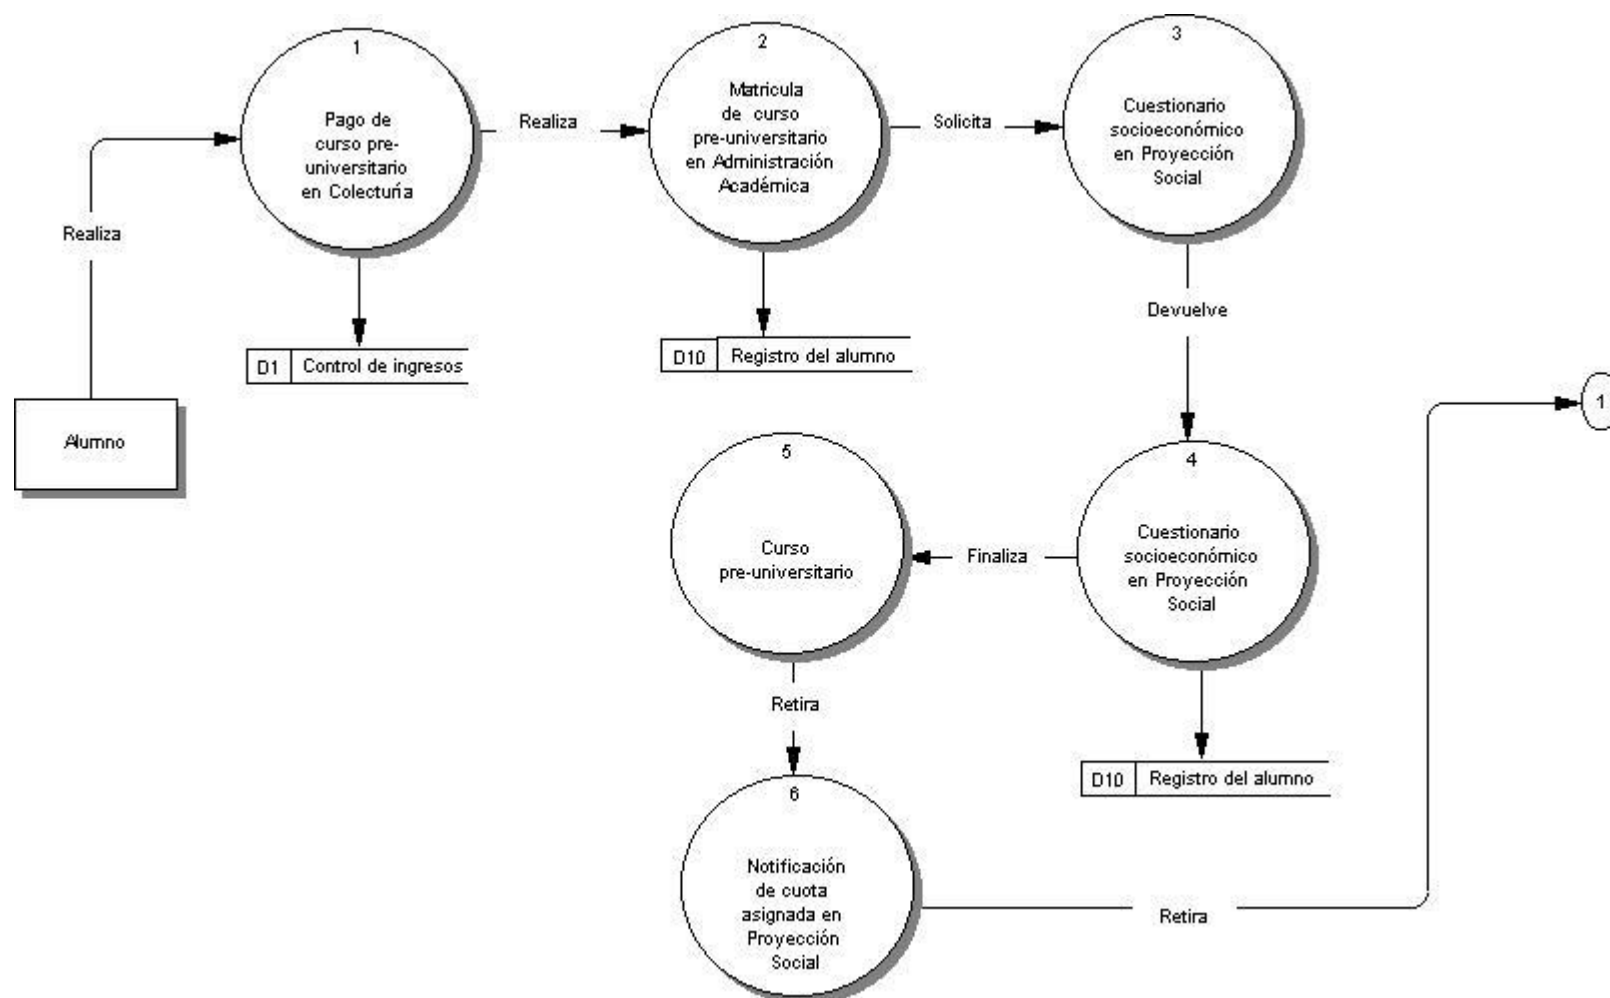 1
Pago de
curso pre-
universitario
en Colecturía
Realiza
2
Matricula
de curso
pre-universitario
en Administración
Académica
Solicita
3
Cuestionario
socioeconómico
en Proyección
Social
Realiza
Devuelve
D1 Control de ingresos
D10 Registro del alumno
Alumno
1
5
Curso
pre-universitario
Finaliza
4
Cuestionario
socioeconómico
en Proyección
Social
Retira
D10 Registro del alumno
6
Notificación
de cuota
asignada en
Proyección
Social
Retira